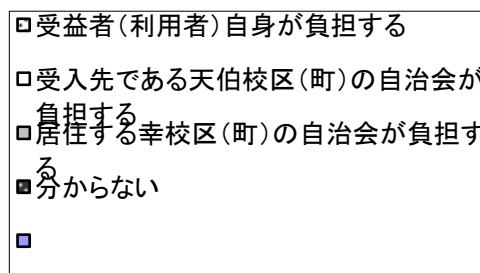 受益者(利用者)自身が負担する
受入先である天伯校区(町)の自治会が
負担する
居住する幸校区(町)の自治会が負担す
る
分からない